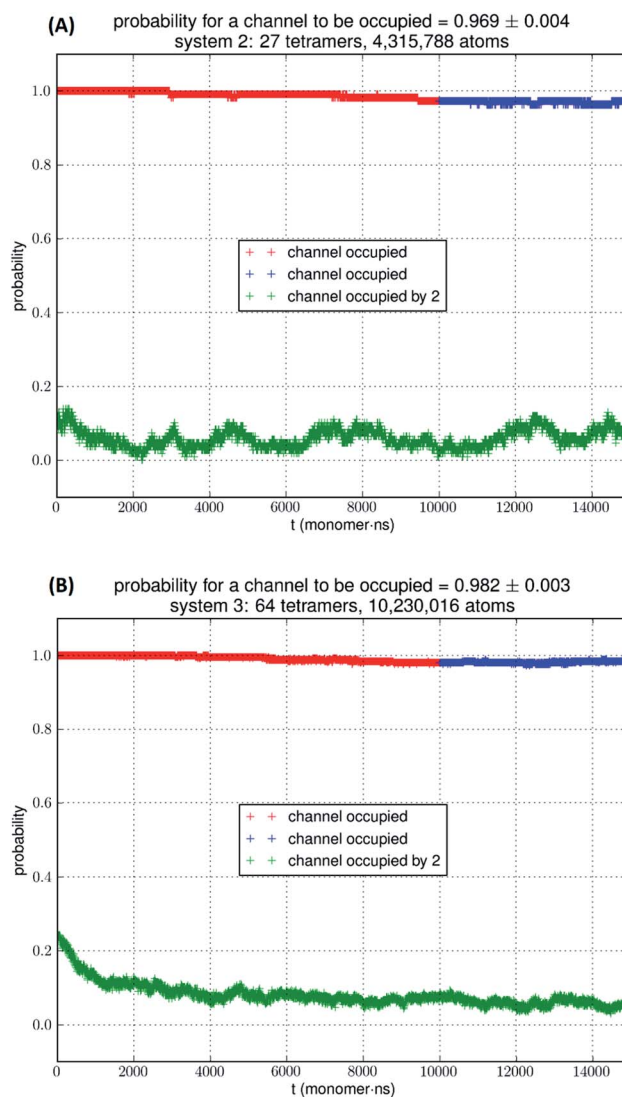 (A) probability for a channel to be occupied = 0.969 ± 0.004
system 2: 27 tetramers, 4,315,788 atoms
1.0
0.8
0.6
0.4
0.2
0.0
probability
channel occupied
channel occupied
channel occupied by 2
0 2000 4000 6000 8000 10000 12000 14000
t (monomer·ns)
(B) probability for a channel to be occupied = 0.982 ± 0.003
system 3: 64 tetramers, 10,230,016 atoms
1.0
0.8
0.6
0.4
0.2
0.0
probability
channel occupied
channel occupied
channel occupied by 2
0 2000 4000 6000 8000 10000 12000 14000
t (monomer·ns)